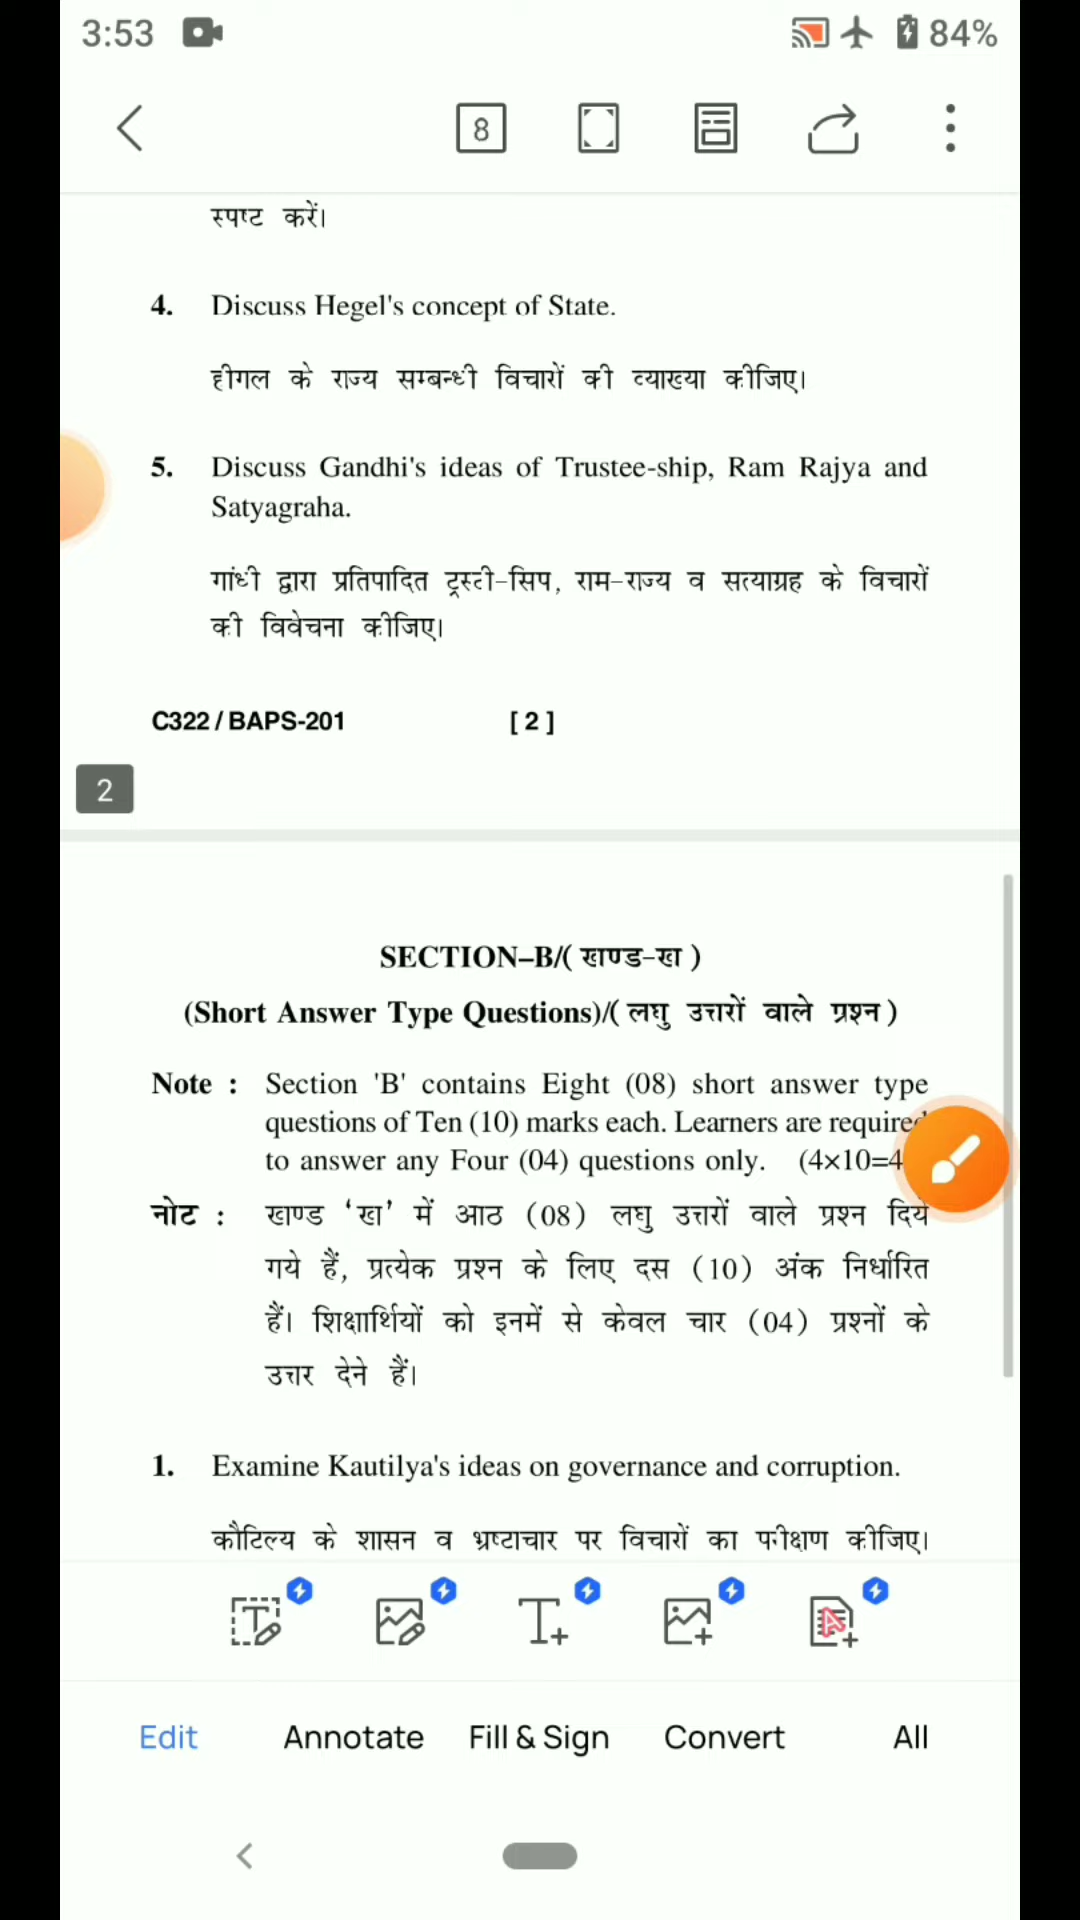 3:53
84%
8
स्पष्ट करें।
4. Discuss Hegel's concept of State.
हीगल के राज्य सम्बन्धी विचारों की व्याख्या कीजिए।
5. Discuss Gandhi's ideas of Trustee-ship, Ram Rajya and
Satyagraha.
गांधी द्वारा प्रतिपादित ट्रस्टी-सिप, राम-राज्य व सत्याग्रह के विचारों
की विवेचना कीजिए।
C322 / BAPS-201 [ 2 ]
2
SECTION–B/( खण्ड-ख )
(Short Answer Type Questions)/( लघु उत्तरों वाले प्रश्न )
Note : Section 'B' contains Eight (08) short answer type
questions of Ten (10) marks each. Learners are require
to answer any Four (04) questions only. (4×10=4
नोट : खण्ड ‘ख’ में आठ (08) लघु उत्तरों वाले प्रश्न दिये
गये हैं, प्रत्येक प्रश्न के लिए दस (10) अंक निर्धारित
हैं। शिक्षार्थियों को इनमें से केवल चार (04) प्रश्नों के
उत्तर देने हैं।
1. Examine Kautilya's ideas on governance and corruption.
कौटिल्य के शासन व भ्रष्टाचार पर विचारों का परीक्षण कीजिए।
Edit Annotate Fill & Sign Convert All